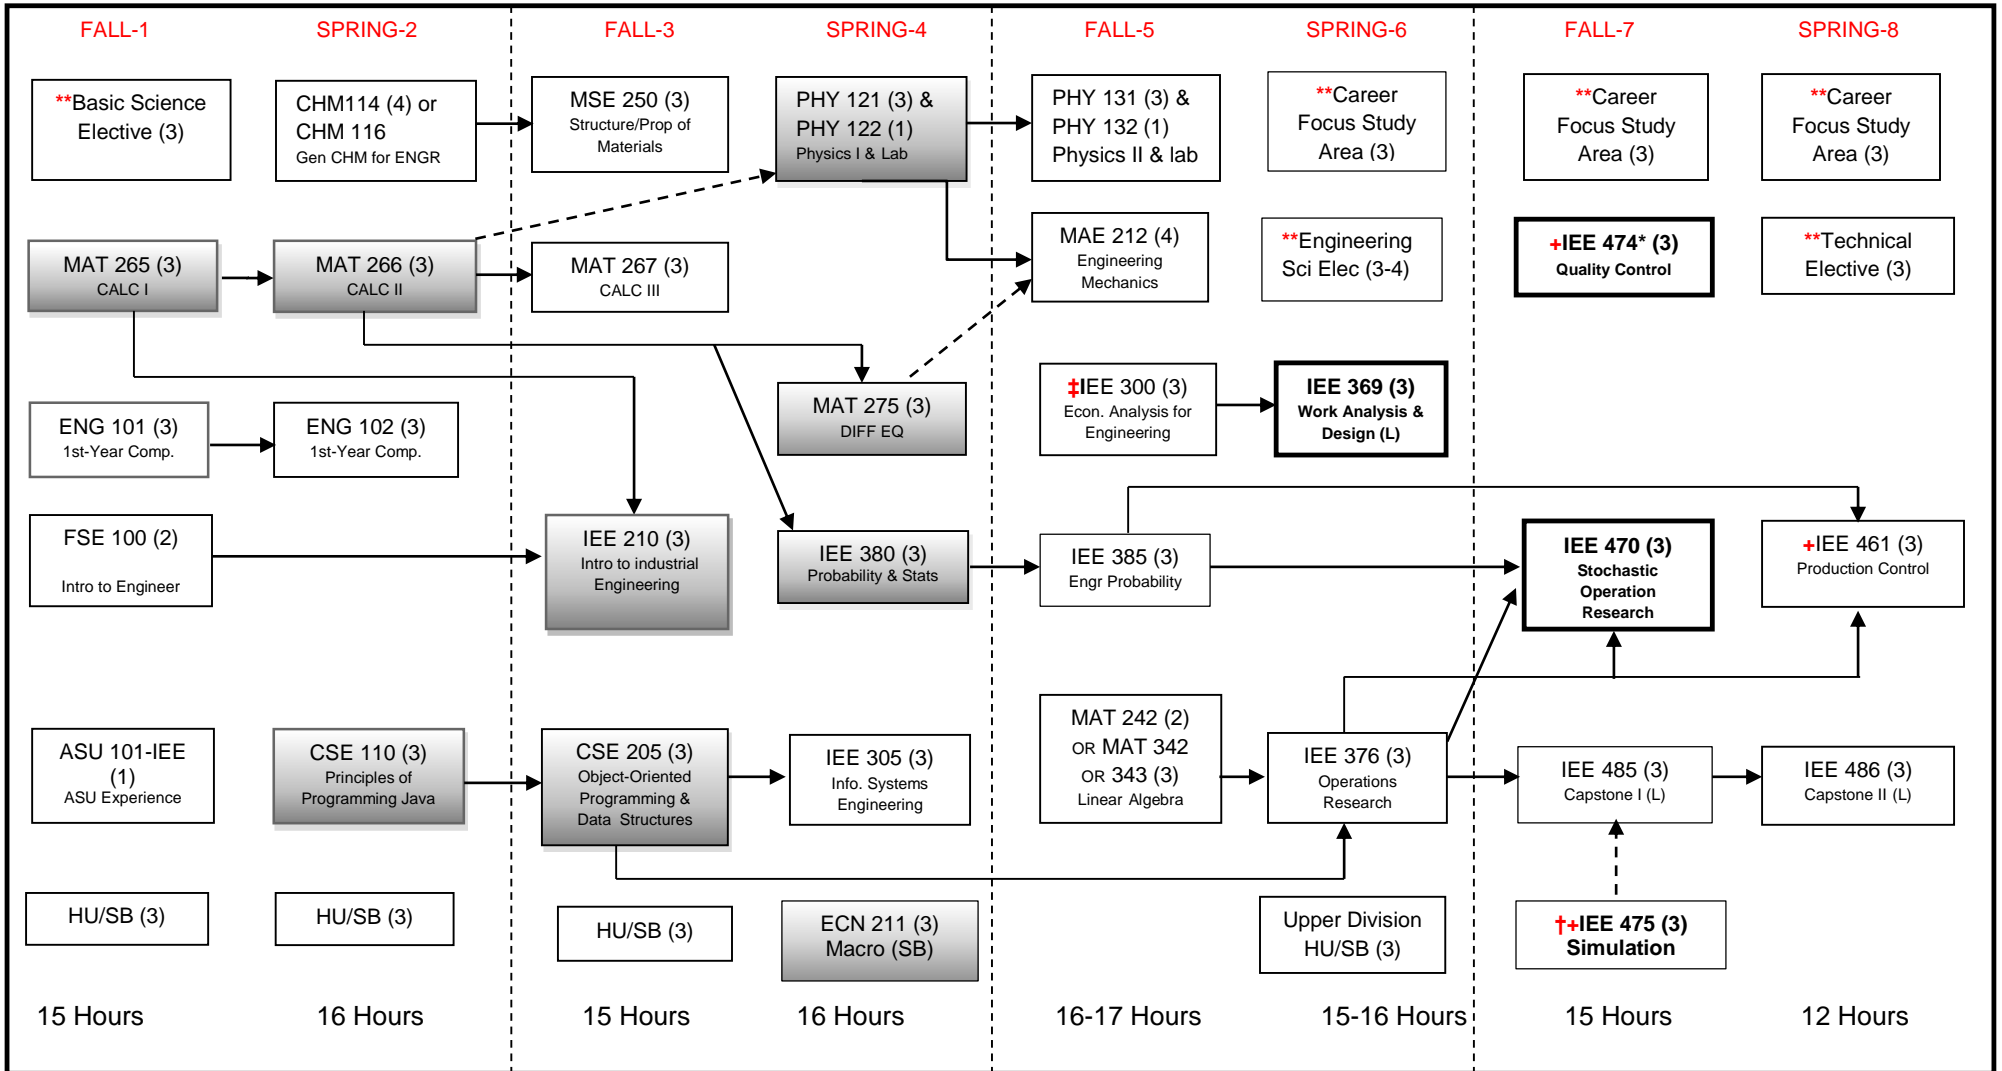 FALL-1
SPRING-2
FALL-3
SPRING-4
FALL-5
SPRING-6
FALL-7
SPRING-8
**Basic Science
Elective (3)
CHM114 (4) or
CHM 116
Gen CHM for ENGR
MSE 250 (3)
Structure/Prop of
Materials
PHY 121 (3) &
PHY 122 (1)
Physics I & Lab
PHY 131 (3) &
PHY 132 (1)
Physics II & lab
**Career
Focus Study
Area (3)
**Career
Focus Study
Area (3)
**Career
Focus Study
Area (3)
MAT 265 (3)
CALC I
MAT 266 (3)
CALC II
MAT 267 (3)
CALC III
MAE 212 (4)
Engineering
Mechanics
**Engineering
Sci Elec (3-4)
+IEE 474* (3)
Quality Control
**Technical
Elective (3)
ENG 101 (3)
1st-Year Comp.
ENG 102 (3)
1st-Year Comp.
MAT 275 (3)
DIFF EQ
‡IEE 300 (3)
Econ. Analysis for
Engineering
IEE 369 (3)
Work Analysis &
Design (L)
FSE 100 (2)
Intro to Engineer
IEE 210 (3)
Intro to industrial
Engineering
IEE 380 (3)
Probability & Stats
IEE 385 (3)
Engr Probability
IEE 470 (3)
Stochastic
Operation
Research
+IEE 461 (3)
Production Control
ASU 101-IEE
(1)
ASU Experience
CSE 110 (3)
Principles of
Programming Java
CSE 205 (3)
Object-Oriented
Programming &
Data Structures
IEE 305 (3)
Info. Systems
Engineering
MAT 242 (2)
OR MAT 342
OR 343 (3)
Linear Algebra
IEE 376 (3)
Operations
Research
IEE 485 (3)
Capstone I (L)
IEE 486 (3)
Capstone II (L)
HU/SB (3)
HU/SB (3)
HU/SB (3)
ECN 211 (3)
Macro (SB)
Upper Division
HU/SB (3)
†+IEE 475 (3)
Simulation
15 Hours
16 Hours
15 Hours
16 Hours
16-17 Hours
15-16 Hours
15 Hours
12 Hours